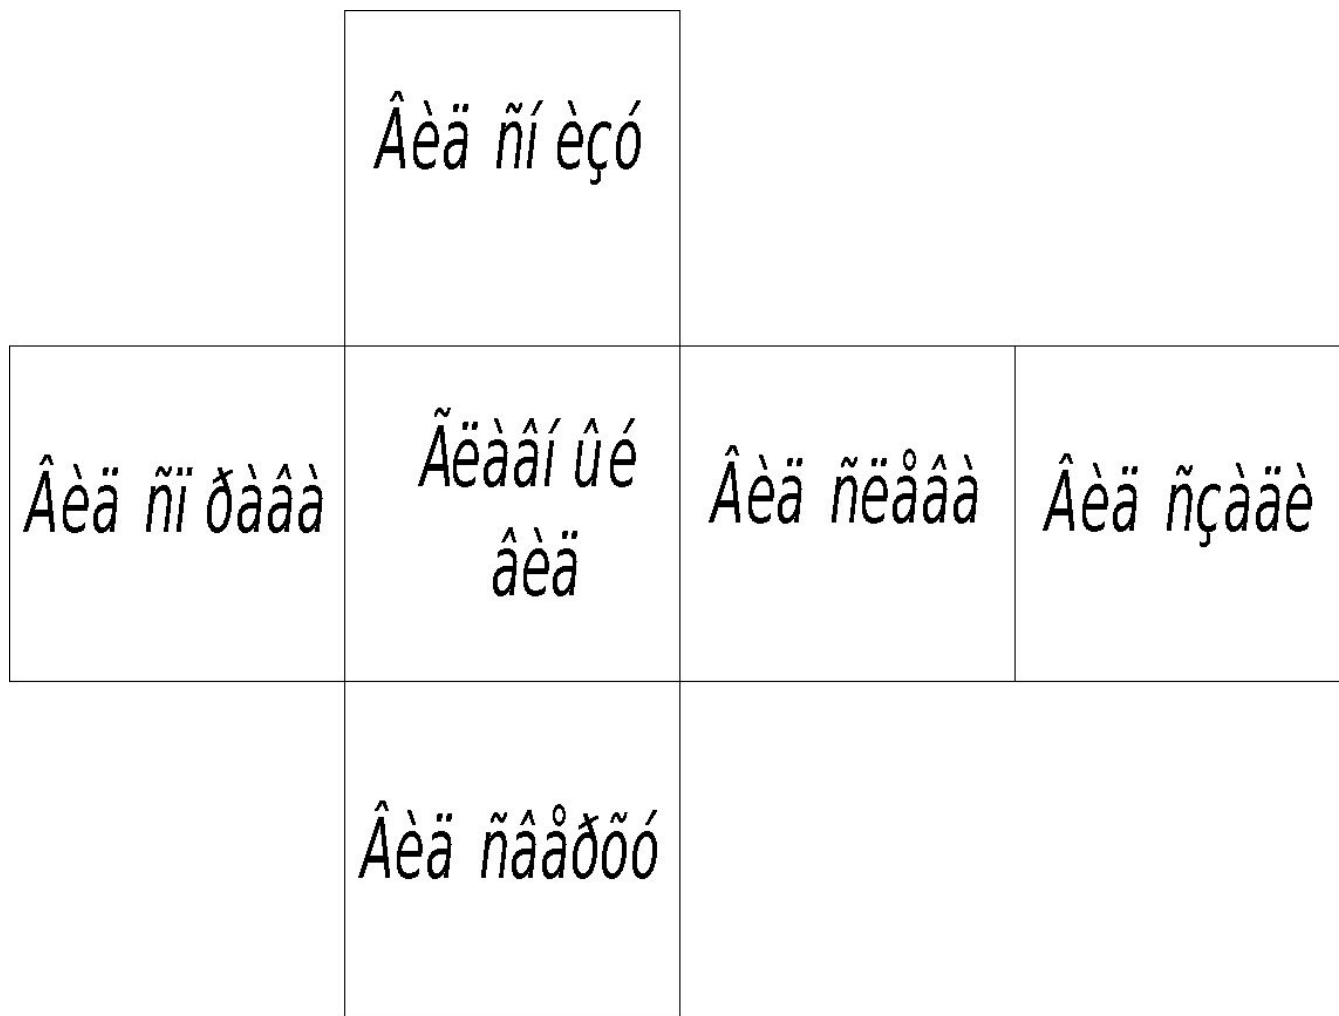 Âèä ñí èçó
Âèä ñï ðàâà
Ãëàâí ûé
âèä
Âèä ñëåâà
Âèä ñçàäè
Âèä ñâåðõó